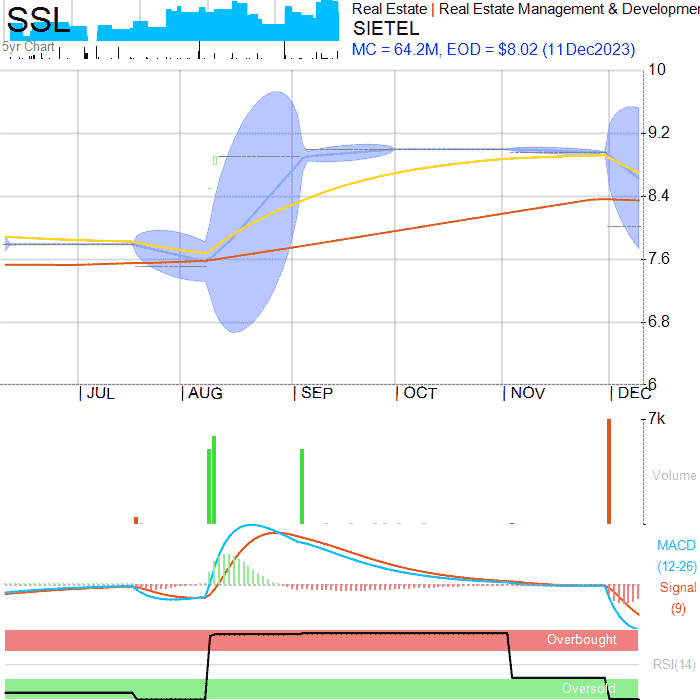 SSL
Real Estate | Real Estate Management & Developmen
SIETEL
5yr Chart
MC = 64.2M, EOD = $8.02 (11Dec2023)
10
9.2
8.4
7.6
6.8
6
| JUL | AUG | SEP | OCT | NOV | DEC
7k
Volume
MACD
(12-26)
Signal
(9)
Overbought
RSI(14)
Oversold